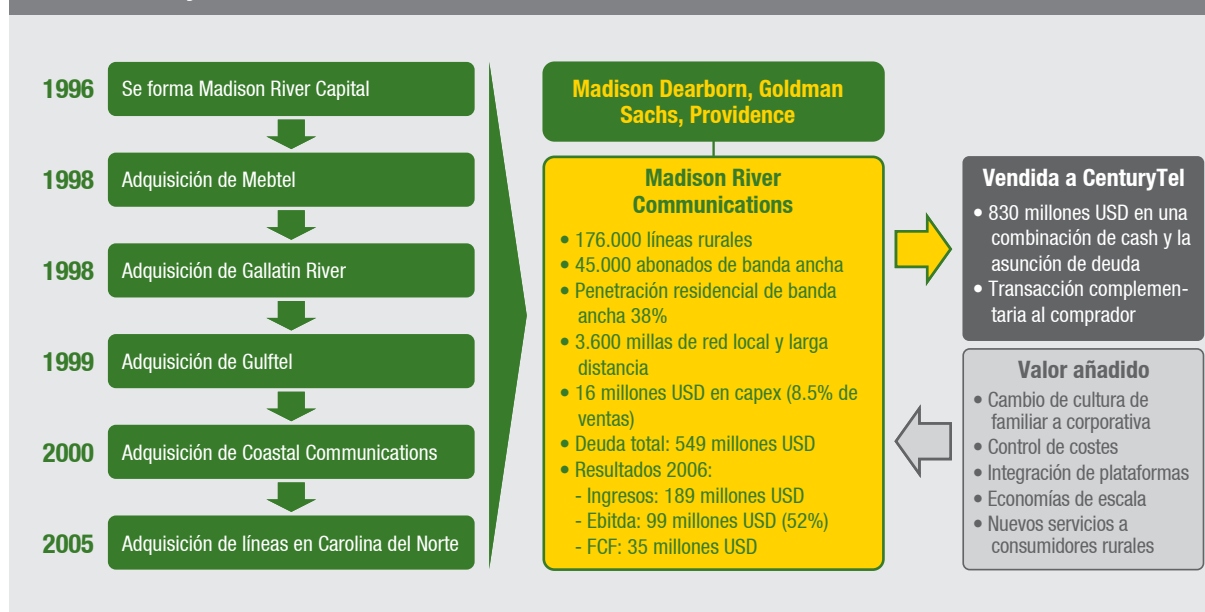 1996
Se forma Madison River Capital
1998
Adquisición de Mebtel
1998
Adquisición de Gallatin River
1999
Adquisición de Gulftel
2000
Adquisición de Coastal Communications
2005
Adquisición de líneas en Carolina del Norte
Madison Dearborn, Goldman
Sachs, Providence
Madison River
Communications
• 176.000 líneas rurales
• 45.000 abonados de banda ancha
• Penetración residencial de banda
ancha 38%
• 3.600 millas de red local y larga
distancia
• 16 millones USD en capex (8.5% de
ventas)
• Deuda total: 549 millones USD
• Resultados 2006:
- Ingresos: 189 millones USD
- Ebitda: 99 millones USD (52%)
- FCF: 35 millones USD
Vendida a CenturyTel
• 830 millones USD en una
combinación de cash y la
asunción de deuda
• Transacción complemen-
taria al comprador
Valor añadido
• Cambio de cultura de
familiar a corporativa
• Control de costes
• Integración de plataformas
• Economías de escala
• Nuevos servicios a
consumidores rurales